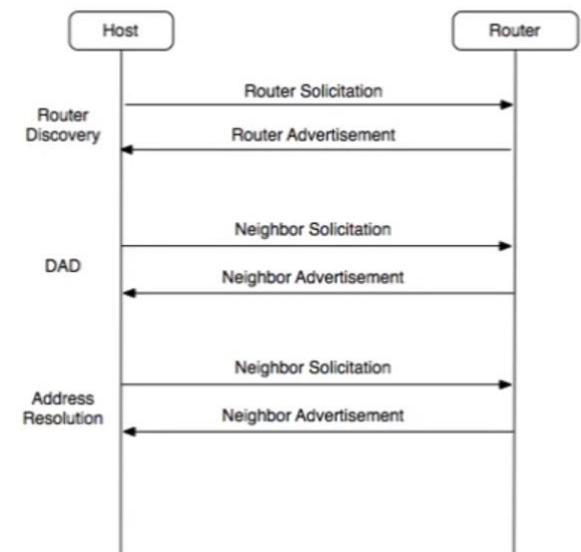 Host
Router
Router Solicitation
Router
Discovery
Router Advertisement
Neighbor Solicitation
DAD
Neighbor Advertisement
Neighbor Solicitation
Address
Resolution
Neighbor Advertisement